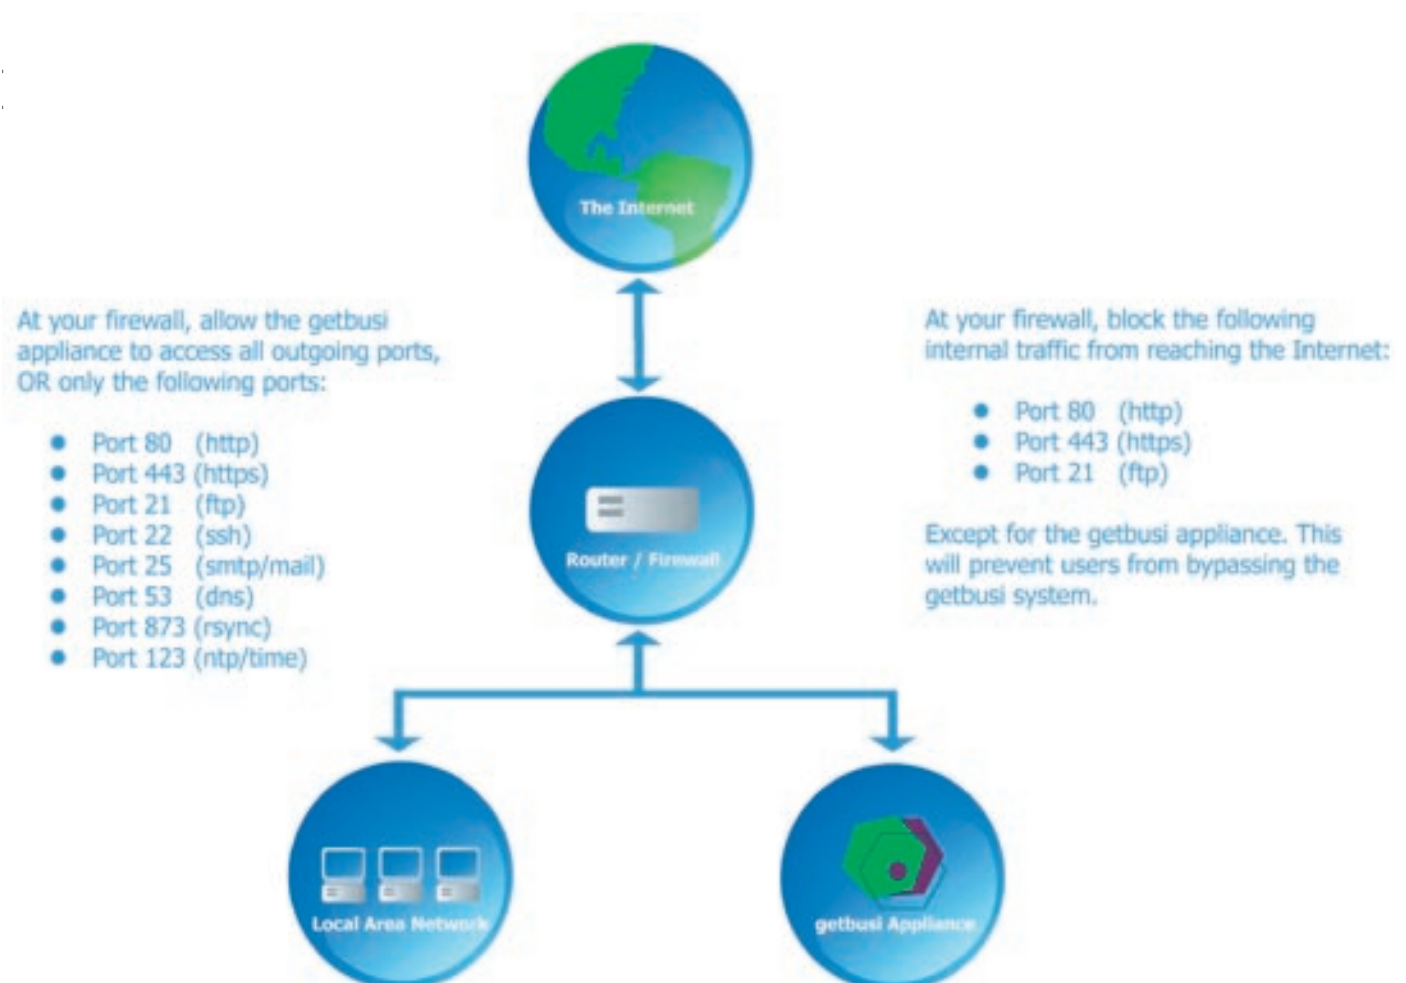 The Internet
At your firewall, allow the getbusi
appliance to access all outgoing ports,
OR only the following ports:
● Port 80 (http)
● Port 443 (https)
● Port 21 (ftp)
● Port 22 (ssh)
● Port 25 (smtp/mail)
● Port 53 (dns)
● Port 873 (rsync)
● Port 123 (ntp/time)
At your firewall, block the following
internal traffic from reaching the Internet:
● Port 80 (http)
● Port 443 (https)
● Port 21 (ftp)
Except for the getbusi appliance. This
will prevent users from bypassing the
getbusi system.
Router / Firewall
Local Area Network
getbusi Appliance